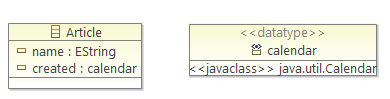 Article
name : EString
created : calendar
<<datatype>>
calendar
<<javaclass>> java.util.Calendar